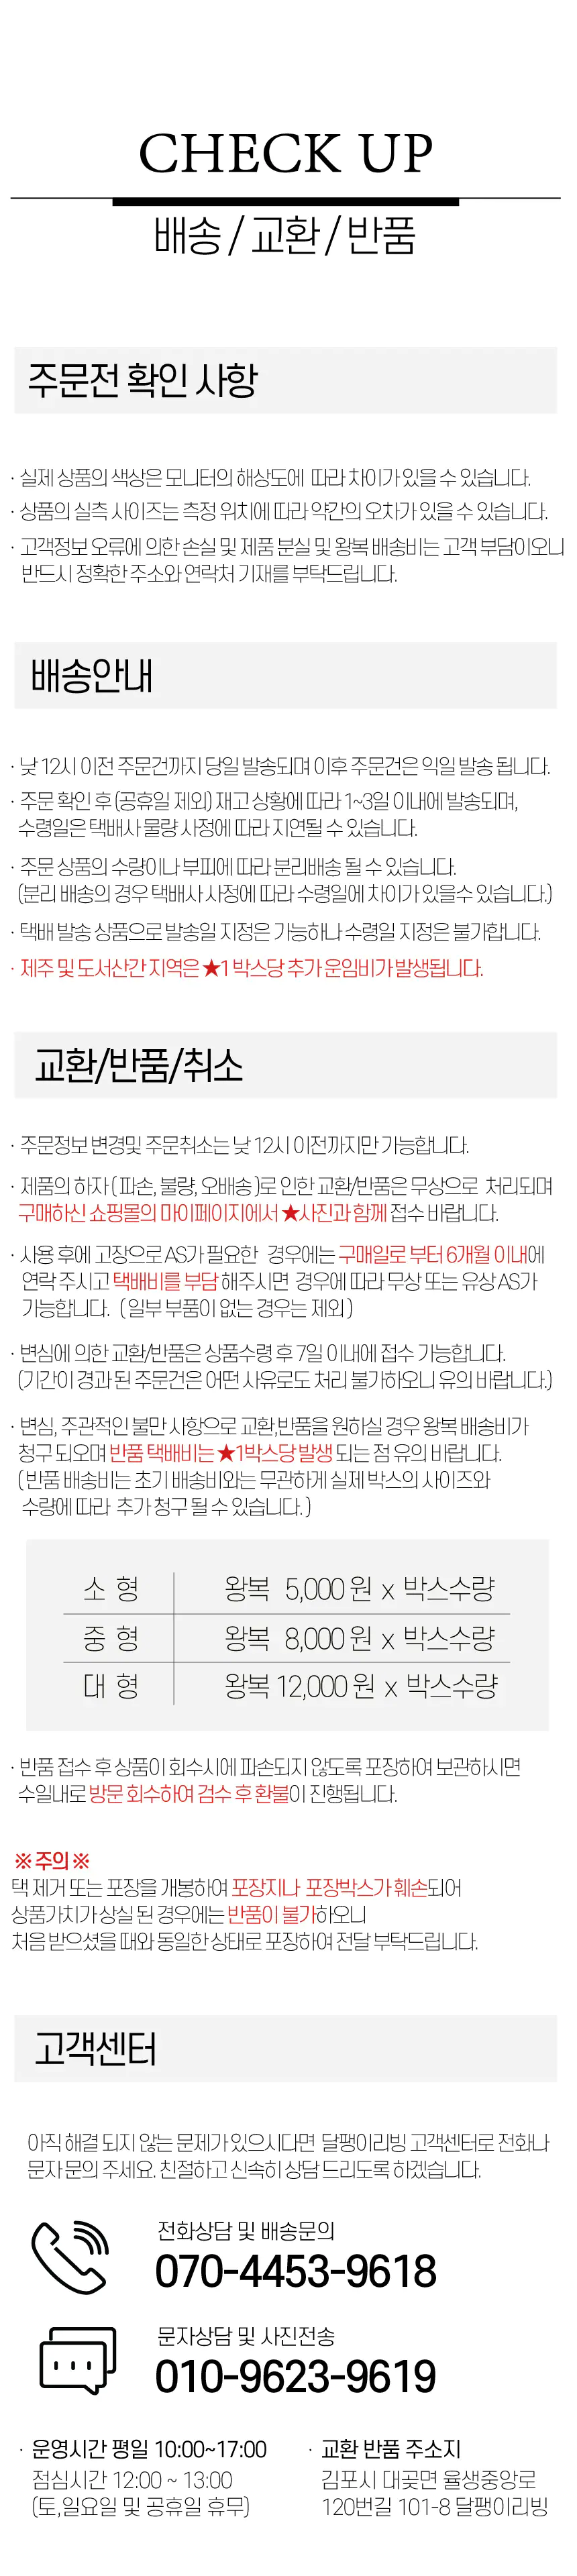 CHECK UP
배송 / 교환 / 반품
주문전 확인 사항
· 실제 상품의 색상은 모니터의 해상도에 따라 차이가 있을 수 있습니다.
· 상품의 실측 사이즈는 측정 위치에 따라 약간의 오차가 있을 수 있습니다.
· 고객정보 오류에 의한 손실 및 제품 분실 및 왕복 배송비는 고객 부담이오니
반드시 정확한 주소와 연락처 기재를 부탁드립니다.
배송안내
· 낮 12시 이전 주문건까지 당일 발송되며 이후 주문건은 익일 발송 됩니다.
· 주문 확인 후 (공휴일 제외) 재고 상황에 따라 1~3일 이내에 발송되며,
수령일은 택배사 물량 사정에 따라 지연될 수 있습니다.
· 주문 상품의 수량이나 부피에 따라 분리배송 될 수 있습니다.
(분리 배송의 경우 택배사 사정에 따라 수령일에 차이가 있을수 있습니다.)
· 택배 발송 상품으로 발송일 지정은 가능하나 수령일 지정은 불가합니다.
· 제주 및 도서산간 지역은 ★1 박스당 추가 운임비가 발생됩니다.
교환/반품/취소
· 주문정보 변경및 주문취소는 낮 12시 이전까지만 가능합니다.
· 제품의 하자 ( 파손, 불량, 오배송 )로 인한 교환/반품은 무상으로 처리되며
구매하신 쇼핑몰의 마이페이지에서 ★사진과 함께 접수 바랍니다.
· 사용 후에 고장으로 AS가 필요한 경우에는 구매일로 부터 6개월 이내에
연락 주시고 택배비를 부담 해주시면 경우에 따라 무상 또는 유상 AS가
가능합니다. ( 일부 부품이 없는 경우는 제외 )
· 변심에 의한 교환/반품은 상품수령 후 7일 이내에 접수 가능합니다.
(기간이 경과 된 주문건은 어떤 사유로도 처리 불가하오니 유의 바랍니다.)
· 변심, 주관적인 불만 사항으로 교환,반품을 원하실 경우 왕복 배송비가
청구 되오며 반품 택배비는 ★1박스당 발생 되는 점 유의 바랍니다.
( 반품 배송비는 초기 배송비와는 무관하게 실제 박스의 사이즈와
수량에 따라 추가 청구 될 수 있습니다. )
소 형 왕복 5,000 원 x 박스수량
중 형 왕복 8,000 원 x 박스수량
대 형 왕복 12,000 원 x 박스수량
· 반품 접수 후 상품이 회수시에 파손되지 않도록 포장하여 보관하시면
수일내로 방문 회수하여 검수 후 환불이 진행됩니다.
※ 주의 ※
택 제거 또는 포장을 개봉하여 포장지나 포장박스가 훼손되어
상품가치가 상실 된 경우에는 반품이 불가하오니
처음 받으셨을 때와 동일한 상태로 포장하여 전달 부탁드립니다.
고객센터
아직 해결 되지 않는 문제가 있으시다면 달팽이리빙 고객센터로 전화나
문자 문의 주세요. 친절하고 신속히 상담 드리도록 하겠습니다.
전화상담 및 배송문의
070-4453-9618
문자상담 및 사진전송
010-9623-9619
· 운영시간 평일 10:00~17:00
점심시간 12:00 ~ 13:00
(토,일요일 및 공휴일 휴무)
· 교환 반품 주소지
김포시 대곶면 율생중앙로
120번길 101-8 달팽이리빙